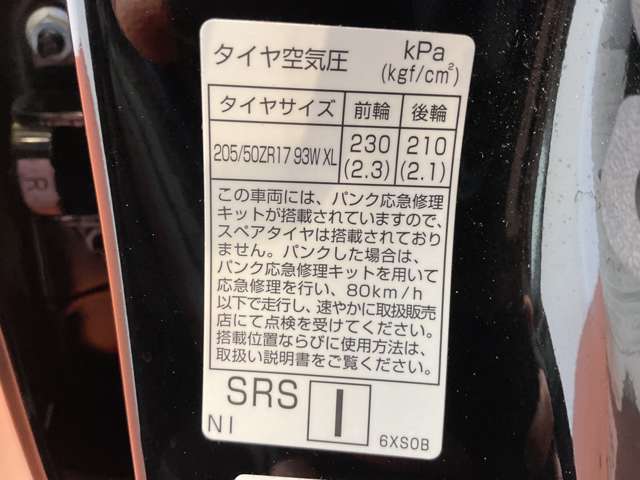 タイヤ空気圧 kPa
(kgf/cm²)
タイヤサイズ 前輪 後輪
205/50ZR17 93W XL 230 210
(2.3) (2.1)
この車両には、パンク応急修理
キットが搭載されていますので、
スペアタイヤは搭載されており
ません。パンクした場合は、
パンク応急修理キットを用いて
応急修理を行い、80km/h
以下で走行し、速やかに取扱販売
店にて点検を受けてください。
搭載位置ならびに使用方法は、
取扱い説明書をご覧ください。
SRS I
NI 6XS0B
R